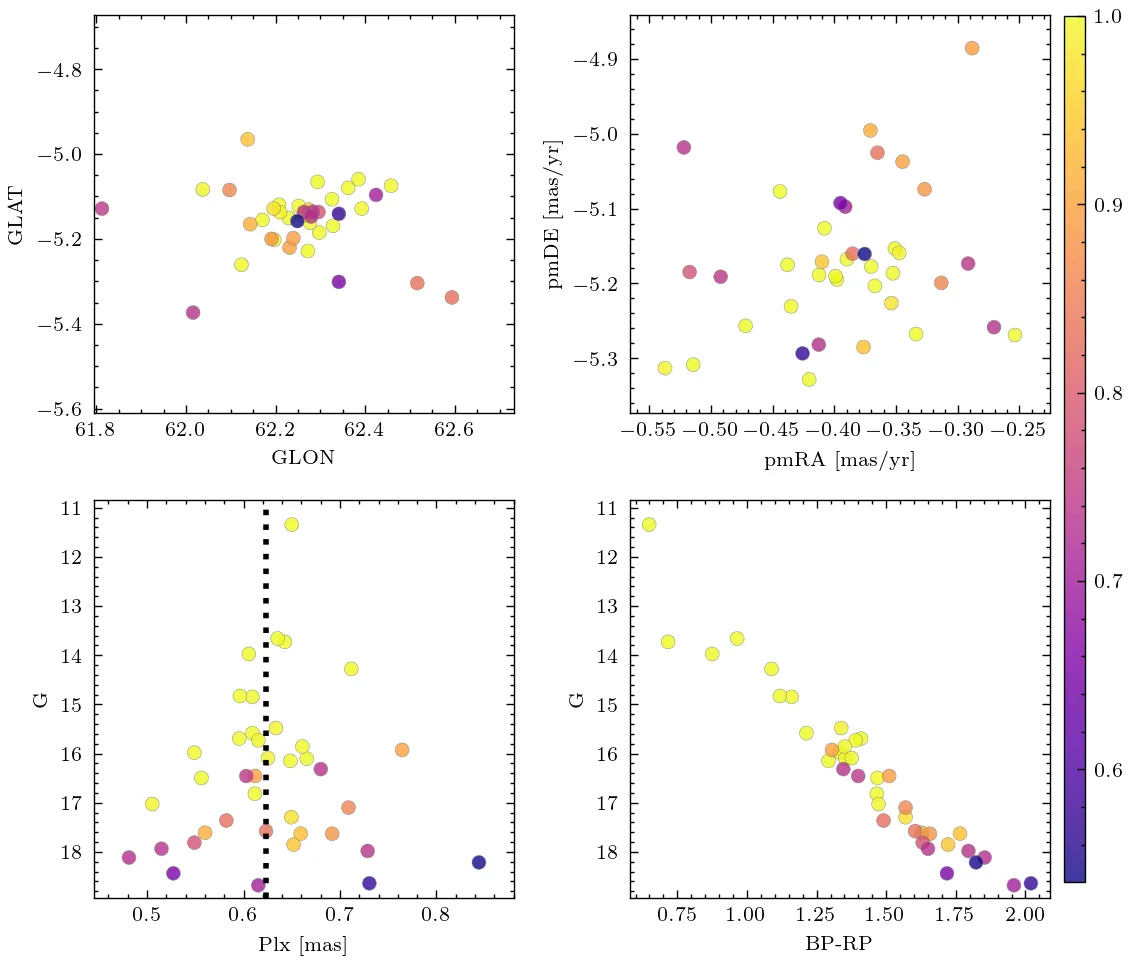 −4.8
−5.0
−5.2
−5.4
−5.6
GLAT
61.8 62.0 62.2 62.4 62.6
GLON
−4.9
−5.0
−5.1
−5.2
−5.3
pmDE [mas/yr]
−0.55 −0.50 −0.45 −0.40 −0.35 −0.30 −0.25
pmRA [mas/yr]
1.0
0.9
0.8
0.7
0.6
11
12
13
14
15
16
17
18
G
0.5 0.6 0.7 0.8
Plx [mas]
11
12
13
14
15
16
17
18
G
0.75 1.00 1.25 1.50 1.75 2.00
BP-RP